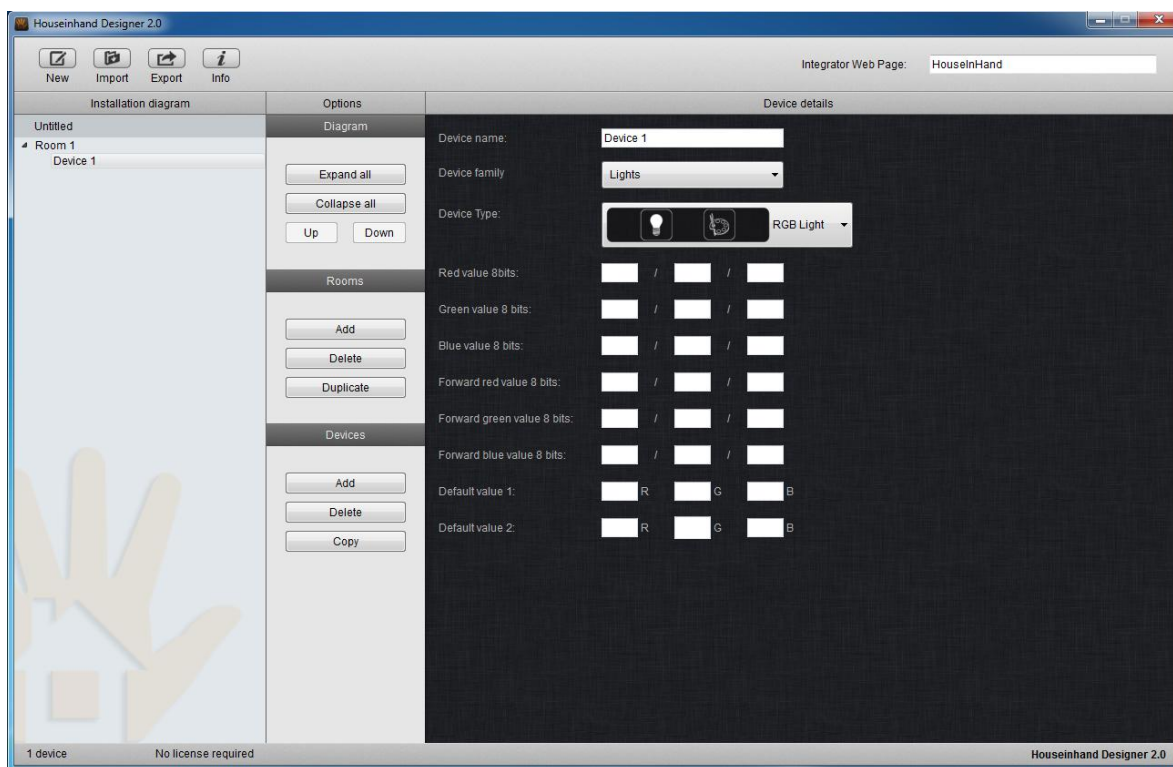 Houseinhand Designer 2.0
New Import Export Info
Integrator Web Page: HouseInHand
Installation diagram Options Device details
Untitled
Room 1
Device 1
Diagram
Expand all
Collapse all
Up Down
Rooms
Add
Delete
Duplicate
Devices
Add
Delete
Copy
Device name: Device 1
Device family Lights
Device Type: RGB Light
Red value 8bits: / /
Green value 8 bits: / /
Blue value 8 bits: / /
Forward red value 8 bits: / /
Forward green value 8 bits: / /
Forward blue value 8 bits: / /
Default value 1: R G B
Default value 2: R G B
1 device No license required Houseinhand Designer 2.0